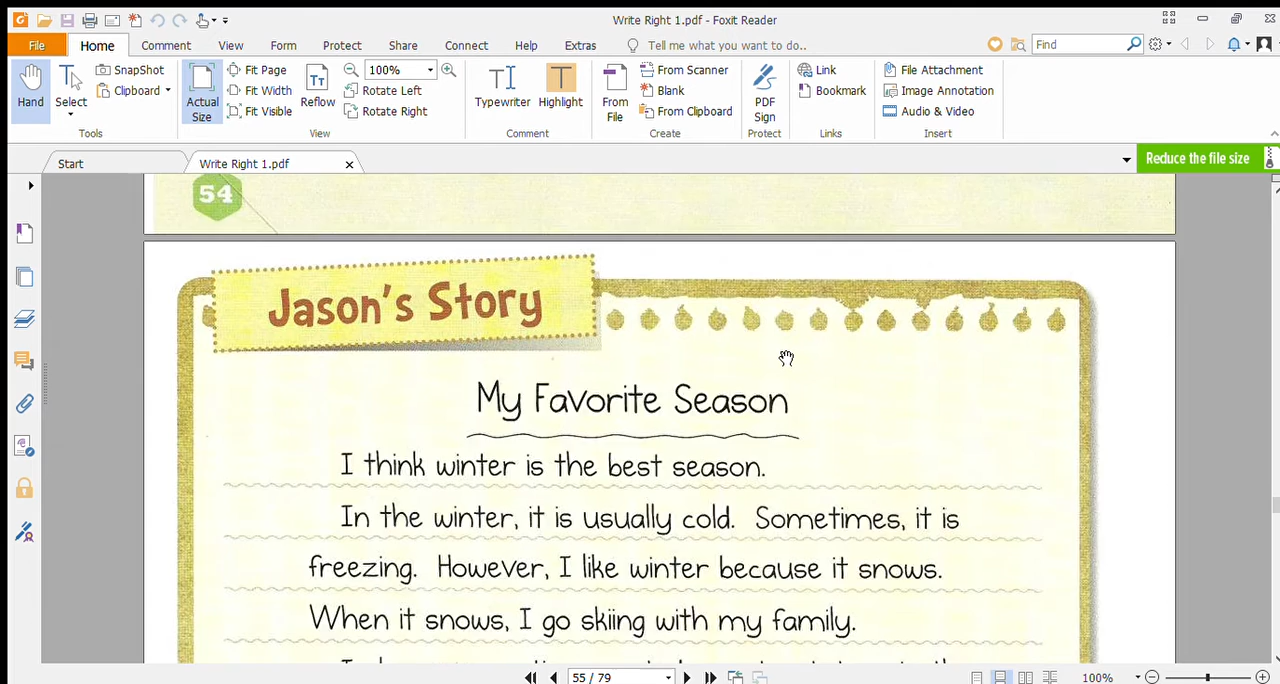 Write Right 1.pdf - Foxit Reader
File Home Comment View Form Protect Share Connect Help Extras Tell me what you want to do.. Find
Hand
Select
SnapShot
Clipboard
Tools
Actual Size
Fit Page
Fit Width
Fit Visible
Reflow
100%
Rotate Left
Rotate Right
View
Typewriter
Highlight
Comment
From File
From Scanner
Blank
From Clipboard
Create
PDF Sign
Protect
Link
Bookmark
Links
File Attachment
Image Annotation
Audio & Video
Insert
Start
Write Right 1.pdf
Reduce the file size
54
Jason's Story
My Favorite Season
I think winter is the best season.
In the winter, it is usually cold. Sometimes, it is
freezing. However, I like winter because it snows.
When it snows, I go skiing with my family.
55 / 79
100%